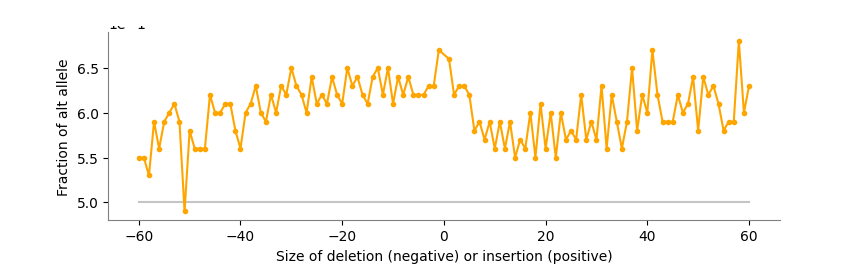 6.5
6.0
5.5
5.0
Fraction of alt allele
−60 −40 −20 0 20 40 60
Size of deletion (negative) or insertion (positive)